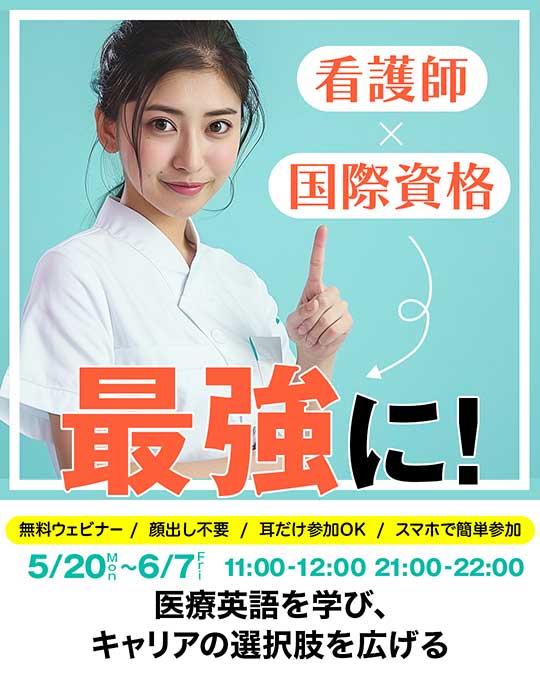 看護師
×
国際資格
最強に!
無料ウェビナー / 顔出し不要 / 耳だけ参加OK / スマホで簡単参加
5/20Mon~6/7Fri 11:00-12:00 21:00-22:00
医療英語を学び、
キャリアの選択肢を広げる